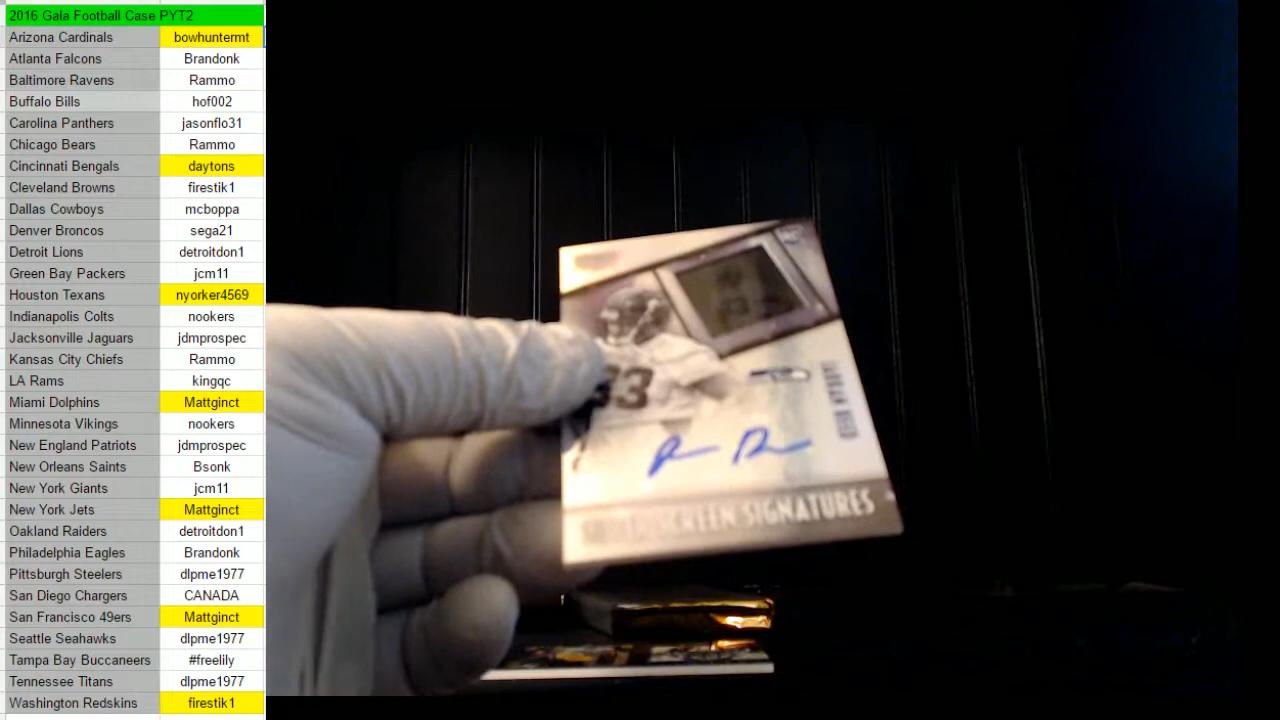 2016 Gala Football Case PYT2
Arizona Cardinals bowhuntermt
Atlanta Falcons Brandonk
Baltimore Ravens Rammo
Buffalo Bills hof002
Carolina Panthers jasonflo31
Chicago Bears Rammo
Cincinnati Bengals daytons
Cleveland Browns firestik1
Dallas Cowboys mcboppa
Denver Broncos sega21
Detroit Lions detroitdon1
Green Bay Packers jcm11
Houston Texans nyorker4569
Indianapolis Colts nookers
Jacksonville Jaguars jdmprospec
Kansas City Chiefs Rammo
LA Rams kingqc
Miami Dolphins Mattginct
Minnesota Vikings nookers
New England Patriots jdmprospec
New Orleans Saints Bsonk
New York Giants jcm11
New York Jets Mattginct
Oakland Raiders detroitdon1
Philadelphia Eagles Brandonk
Pittsburgh Steelers dlpme1977
San Diego Chargers CANADA
San Francisco 49ers Mattginct
Seattle Seahawks dlpme1977
Tampa Bay Buccaneers #freelily
Tennessee Titans dlpme1977
Washington Redskins firestik1
REED
SCREEN SIGNATURES